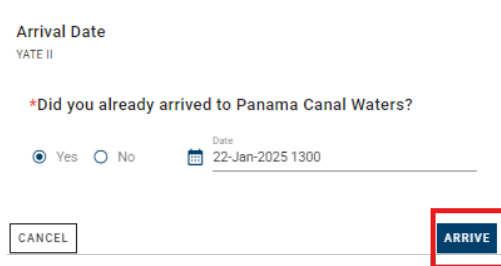 Arrival Date
YATE II
*Did you already arrived to Panama Canal Waters?
Yes No
Date
22-Jan-2025 1300
CANCEL ARRIVE